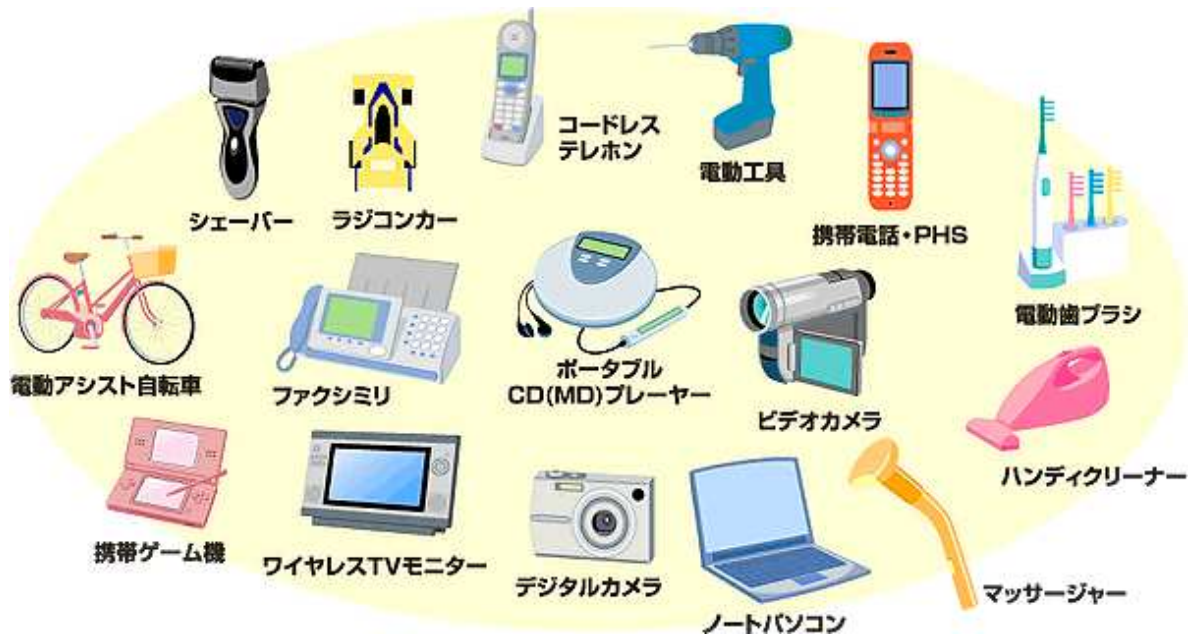 コードレス
テレホン
電動工具
シェーバー
ラジコンカー
携帯電話・PHS
電動歯ブラシ
電動アシスト自転車
ファクシミリ
ポータブル
CD(MD)プレーヤー
ビデオカメラ
ハンディクリーナー
携帯ゲーム機
ワイヤレスTVモニター
デジタルカメラ
マッサージャー
ノートパソコン